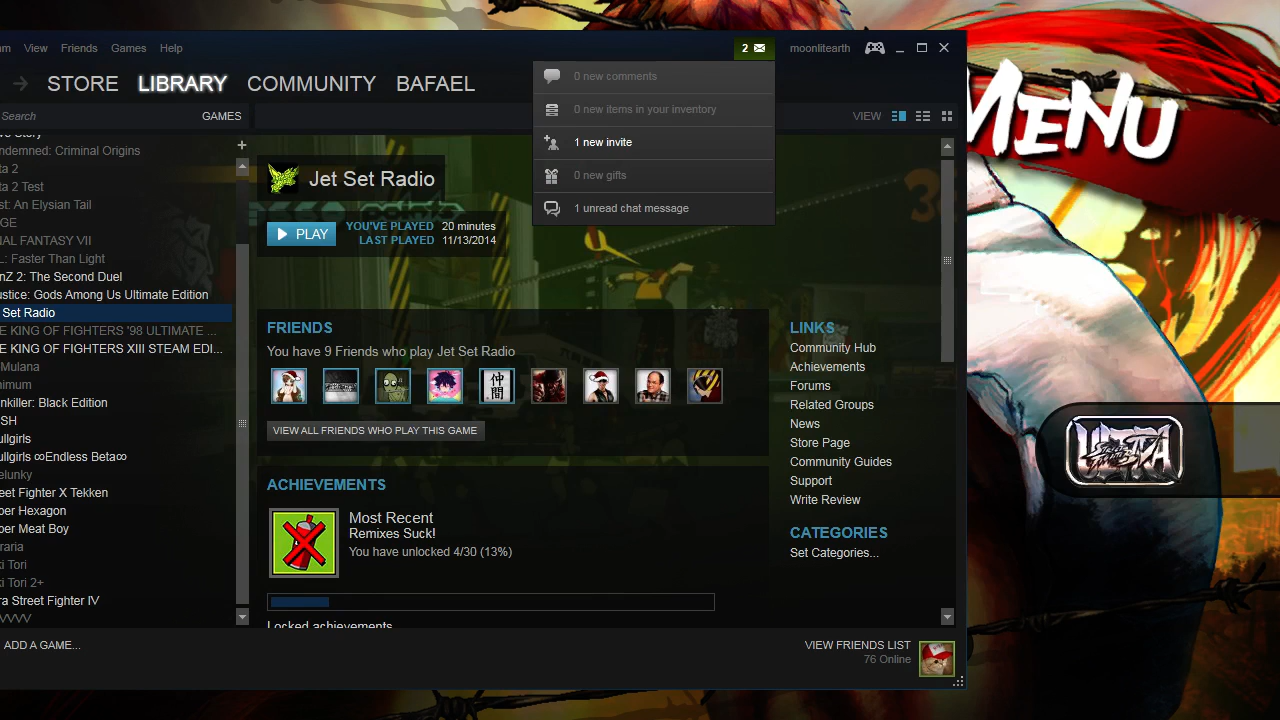 m View Friends Games Help
2
moonlitearth
STORE LIBRARY COMMUNITY BAFAEL
Search
GAMES
VIEW
0 new comments
0 new items in your inventory
1 new invite
0 new gifts
1 unread chat message
MENU
ve Story
ndemned: Criminal Origins
ta 2
ta 2 Test
st: An Elysian Tail
GE
NAL FANTASY VII
L: Faster Than Light
nZ 2: The Second Duel
ustice: Gods Among Us Ultimate Edition
Set Radio
E KING OF FIGHTERS '98 ULTIMATE ...
E KING OF FIGHTERS XIII STEAM EDI...
Mulana
nimum
inkiller: Black Edition
SH
ullgirls
ullgirls ∞Endless Beta∞
elunky
eet Fighter X Tekken
per Hexagon
per Meat Boy
raria
ki Tori
ki Tori 2+
ra Street Fighter IV
VVVV
+
Jet Set Radio
PLAY
YOU'VE PLAYED 20 minutes
LAST PLAYED 11/13/2014
FRIENDS
You have 9 Friends who play Jet Set Radio
仲間
VIEW ALL FRIENDS WHO PLAY THIS GAME
ACHIEVEMENTS
Most Recent
Remixes Suck!
You have unlocked 4/30 (13%)
Locked achievements
LINKS
Community Hub
Achievements
Forums
Related Groups
News
Store Page
Community Guides
Support
Write Review
CATEGORIES
Set Categories...
ULTRA
ADD A GAME...
VIEW FRIENDS LIST
76 Online